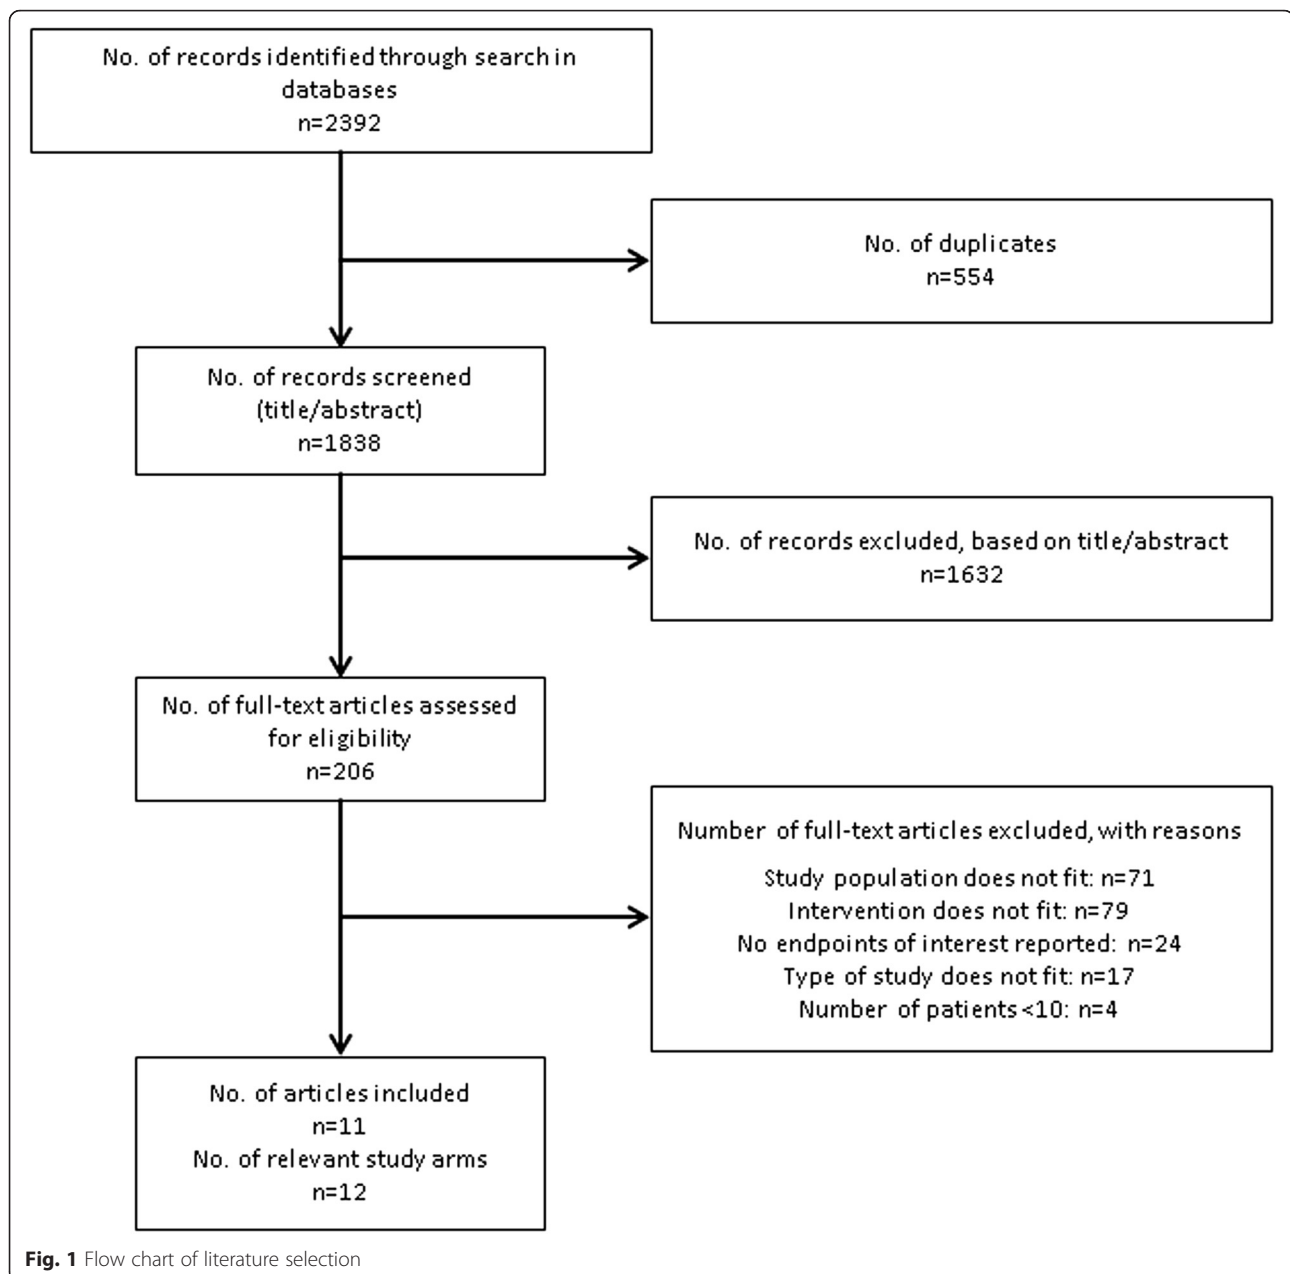 No. of records identified through search in
databases
n=2392
No. of duplicates
n=554
No. of records screened
(title/abstract)
n=1838
No. of records excluded, based on title/abstract
n=1632
No. of full-text articles assessed
for eligibility
n=206
Number of full-text articles excluded, with reasons
Study population does not fit: n=71
Intervention does not fit: n=79
No endpoints of interest reported: n=24
Type of study does not fit: n=17
Number of patients <10: n=4
No. of articles included
n=11
No. of relevant study arms
n=12
Fig. 1 Flow chart of literature selection